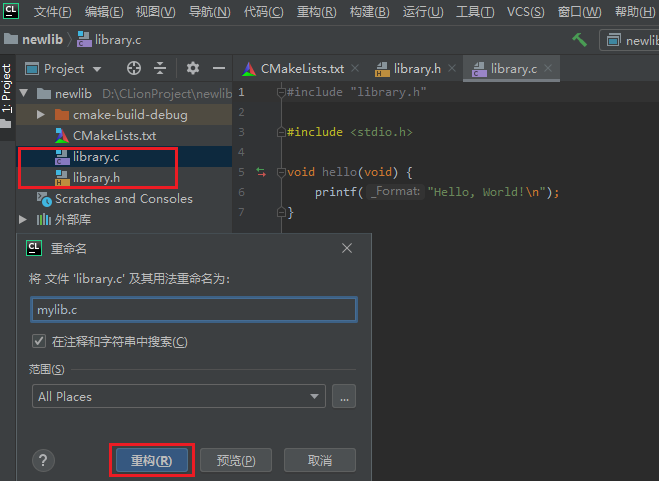 CL 文件(F) 编辑(E) 视图(V) 导航(N) 代码(C) 重构(R) 构建(B) 运行(U) 工具(T) VCS(S) 窗口(W) 帮助(H)
newlib library.c newlib
1: Project
Project CMakeLists.txt library.h library.c
newlib D:\CLionProject\newlib
cmake-build-debug
CMakeLists.txt
library.c
library.h
Scratches and Consoles
外部库
1 #include "library.h"
2
3 #include <stdio.h>
4
5 void hello(void) {
6 printf( _Format: "Hello, World!\n");
7 }
CL 重命名
将 文件 'library.c' 及其用法重命名为:
mylib.c
在注释和字符串中搜索(C)
范围(S)
All Places
...
? 重构(R) 预览(P) 取消